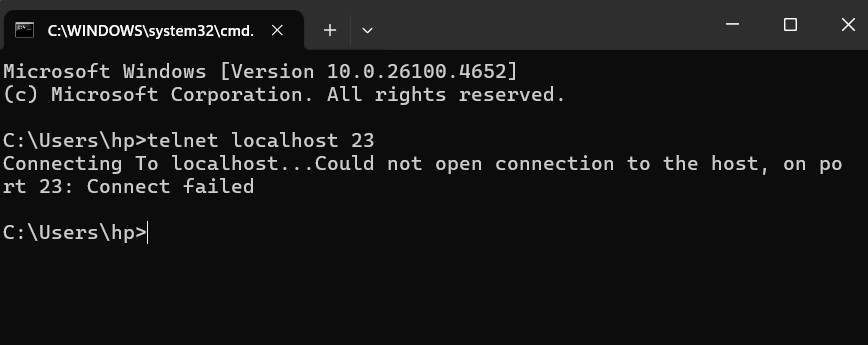 C:\WINDOWS\system32\cmd.
Microsoft Windows [Version 10.0.26100.4652]
(c) Microsoft Corporation. All rights reserved.
C:\Users\hp>telnet localhost 23
Connecting To localhost...Could not open connection to the host, on po
rt 23: Connect failed
C:\Users\hp>